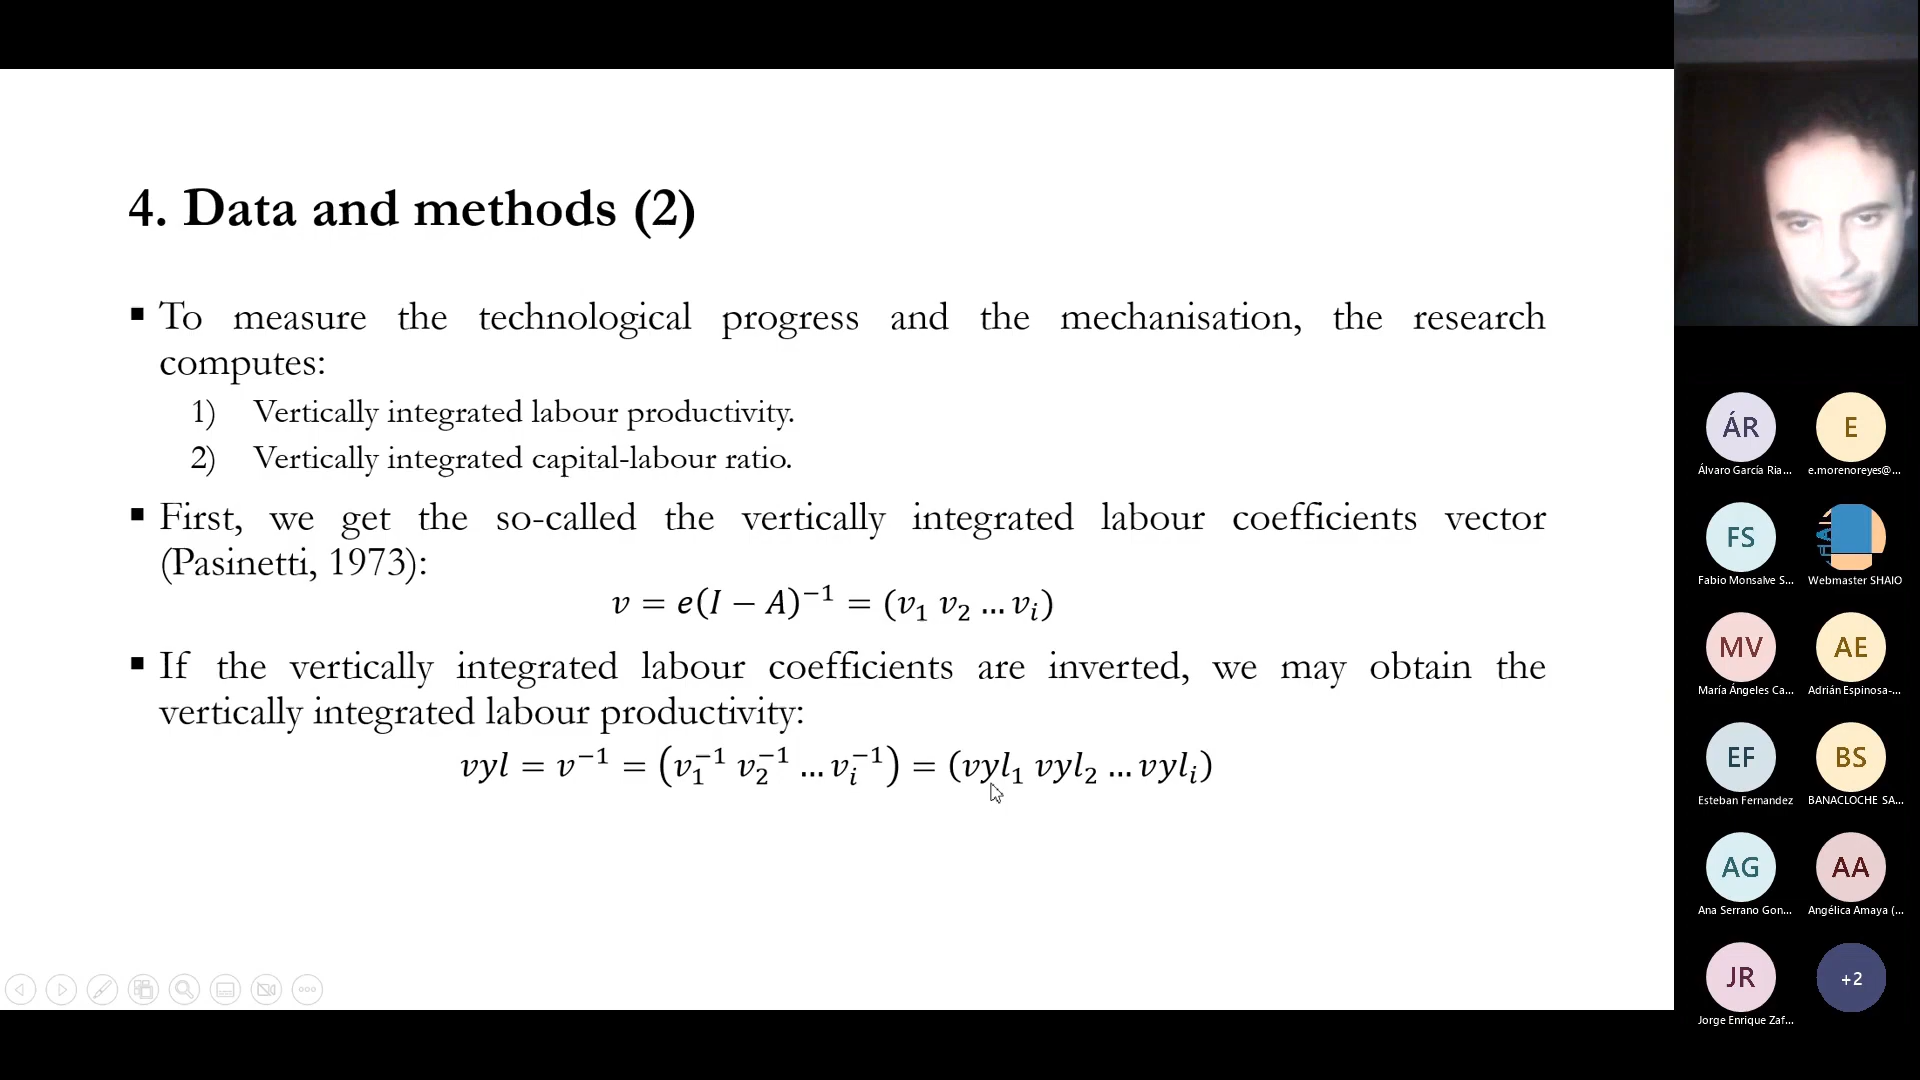 4. Data and methods (2)
▪ To measure the technological progress and the mechanisation, the research
computes:
1) Vertically integrated labour productivity.
2) Vertically integrated capital-labour ratio.
▪ First, we get the so-called the vertically integrated labour coefficients vector
(Pasinetti, 1973):
v = e(I − A)⁻¹ = (v₁ v₂ … vᵢ)
▪ If the vertically integrated labour coefficients are inverted, we may obtain the
vertically integrated labour productivity:
vyl = v⁻¹ = (v₁⁻¹ v₂⁻¹ … vᵢ⁻¹) = (vyl₁ vyl₂ … vylᵢ)
ÁR
E
Álvaro García Ria...
e.morenoreyes@...
FS
Fabio Monsalve S...
Webmaster SHAIO
MV
AE
María Ángeles Ca...
Adrián Espinosa-...
EF
BS
Esteban Fernandez
BANACLOCHE SA...
AG
AA
Ana Serrano Gon...
Angélica Amaya (...
JR
+2
Jorge Enrique Zaf...